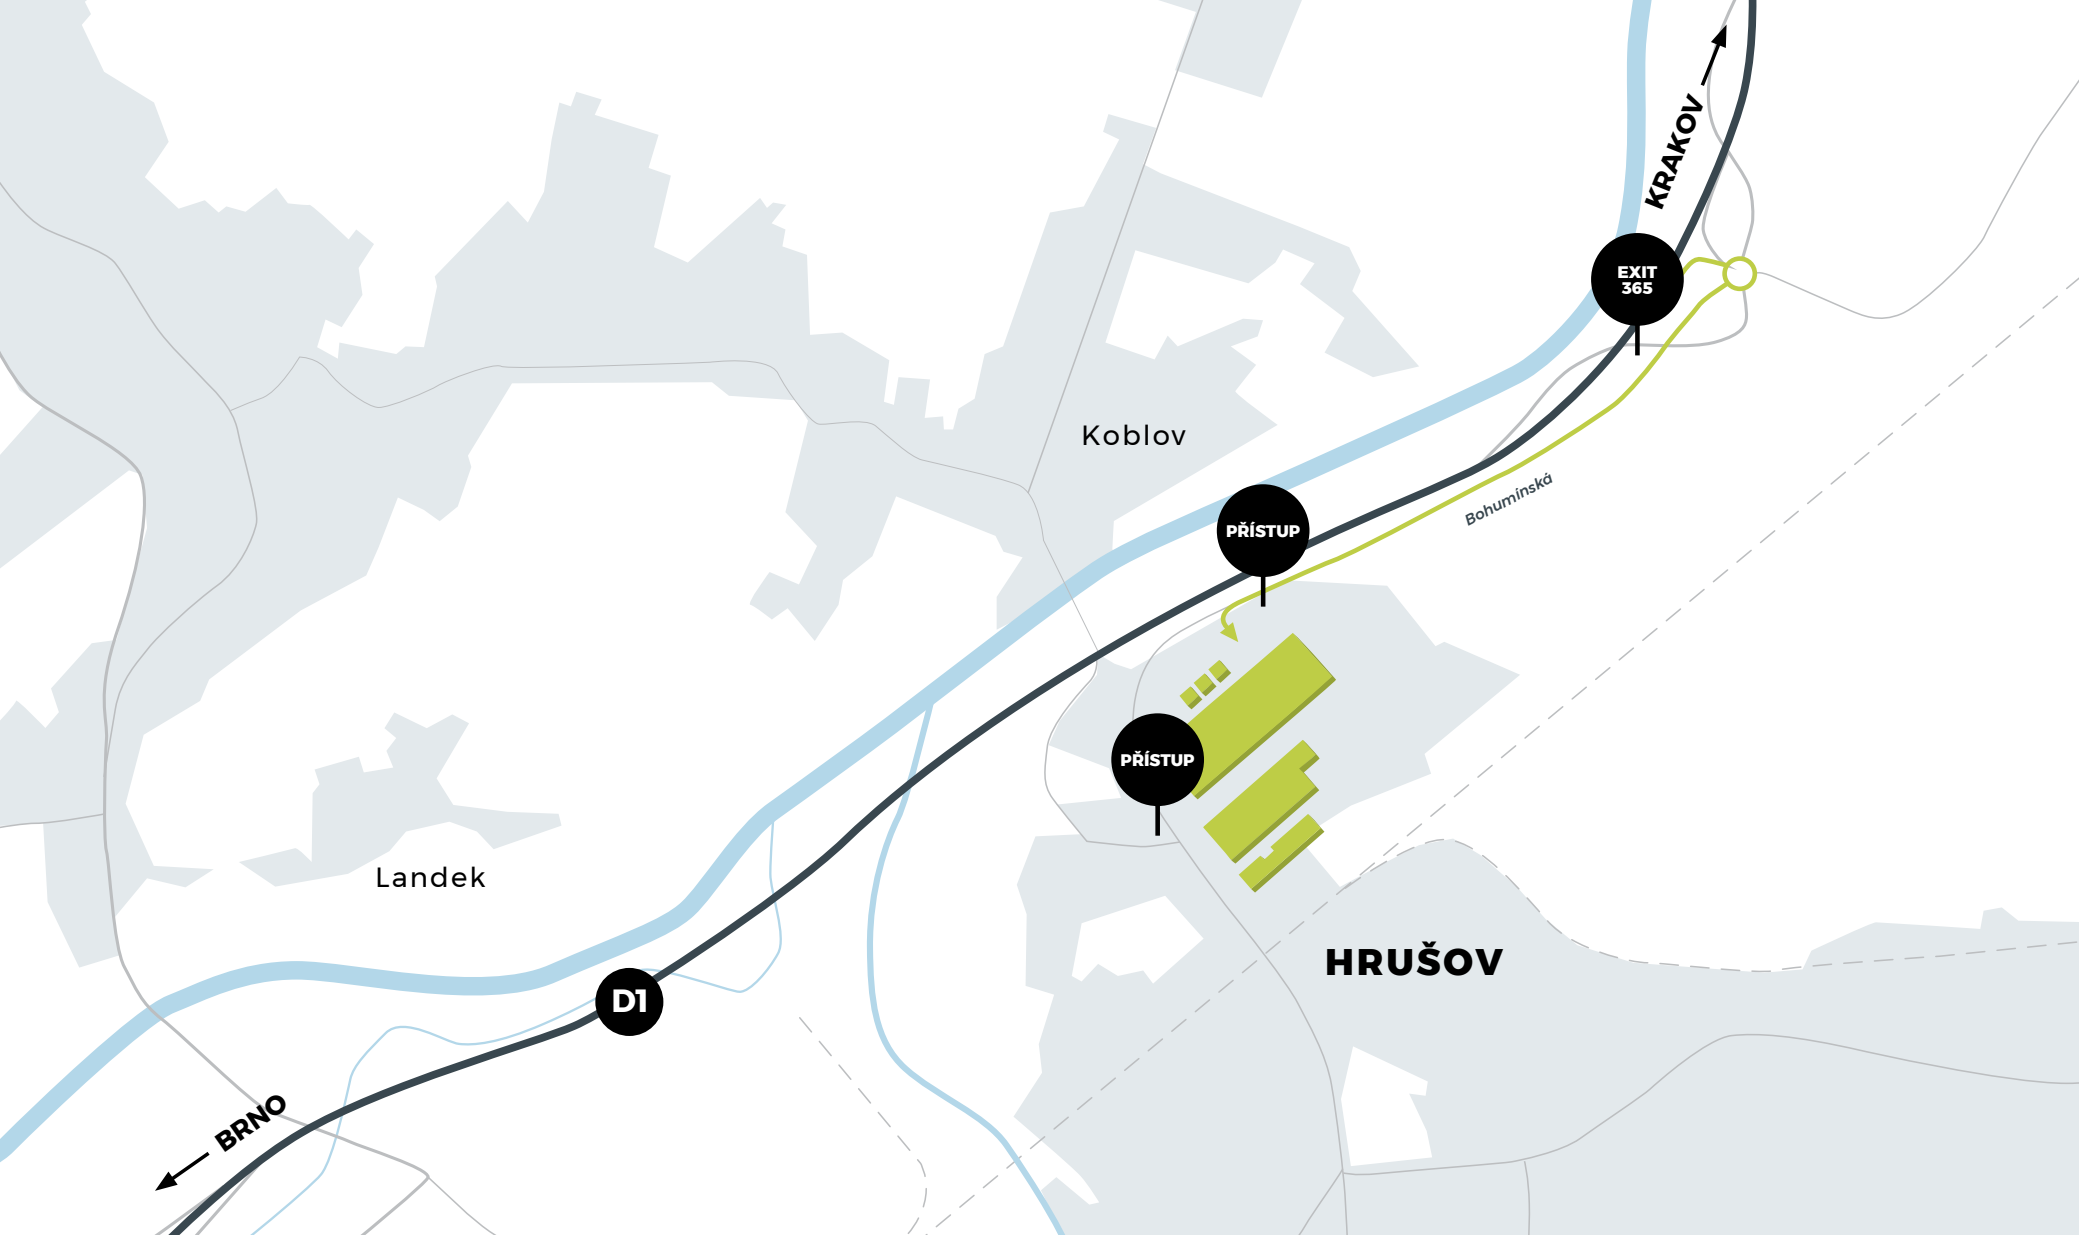 KRAKOV
EXIT
365
Koblov
Bohumínská
PŘÍSTUP
PŘÍSTUP
Landek
HRUŠOV
D1
BRNO